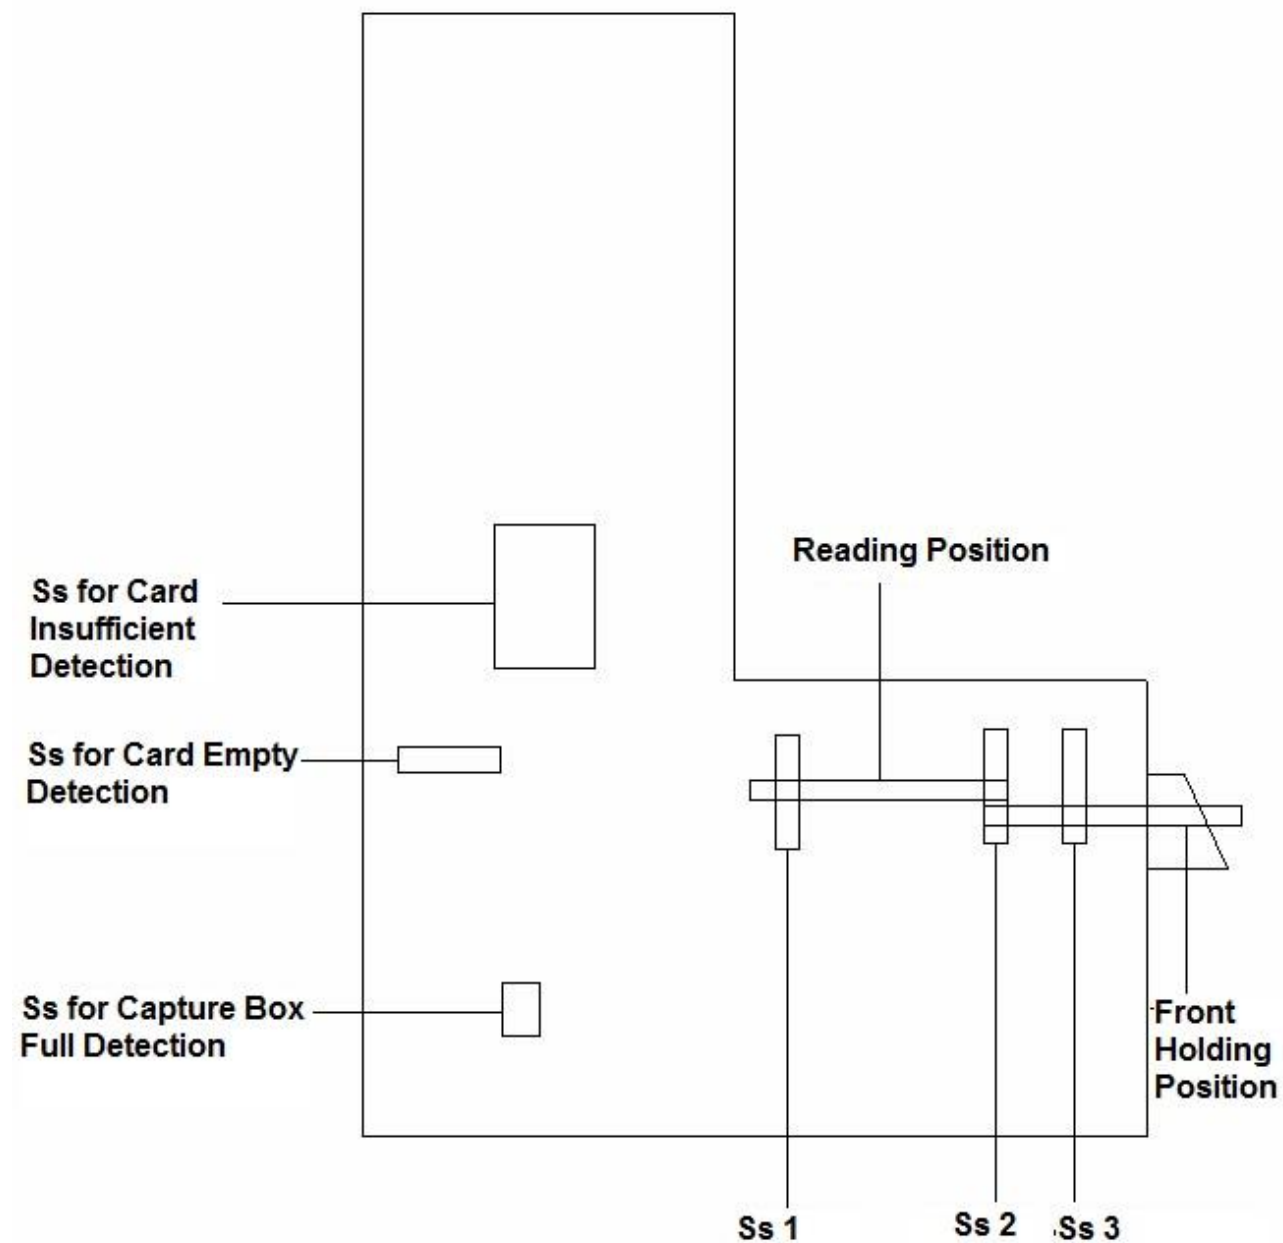 Reading Position
Ss for Card
Insufficient
Detection
Ss for Card Empty
Detection
Ss for Capture Box
Full Detection
Front
Holding
Position
Ss 1
Ss 2
Ss 3